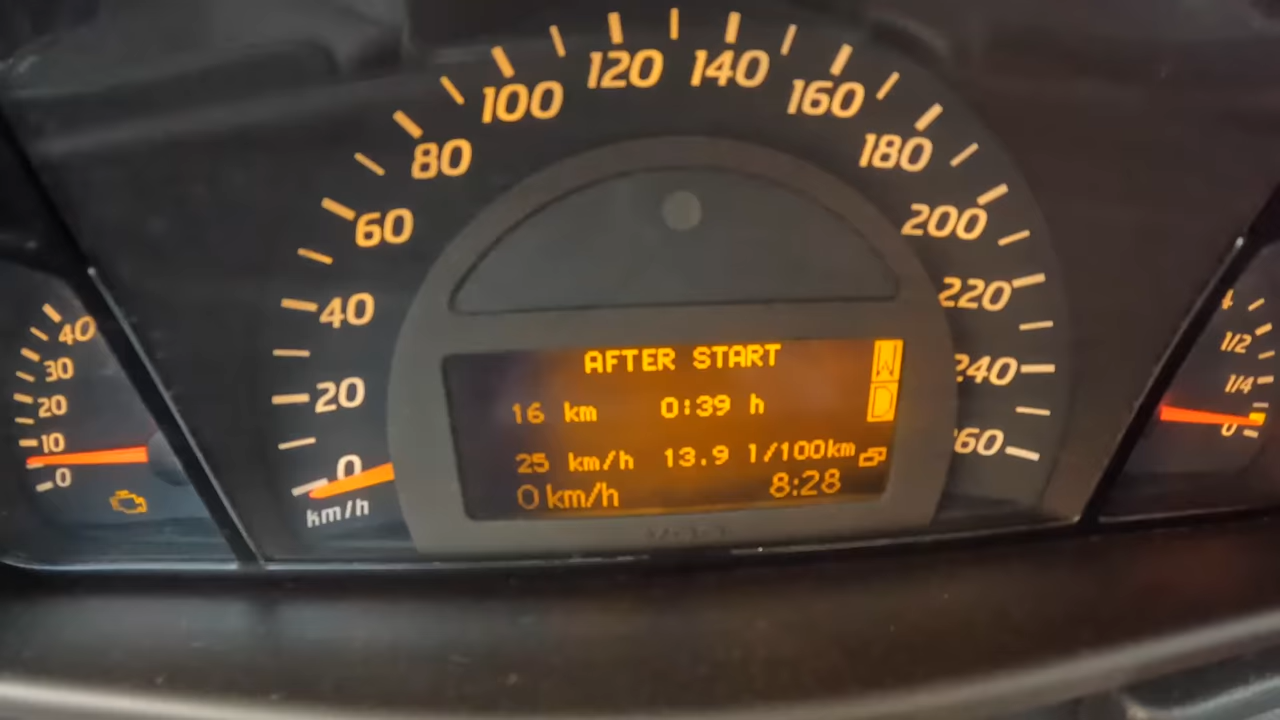 120 140
100 160
80 180
60 200
40 220
20 240
0 260
km/h
40
30
20
10
0
1/2
1/4
0
AFTER START
W
D
16 km 0:39 h
25 km/h 13.9 l/100km
0 km/h 8:28